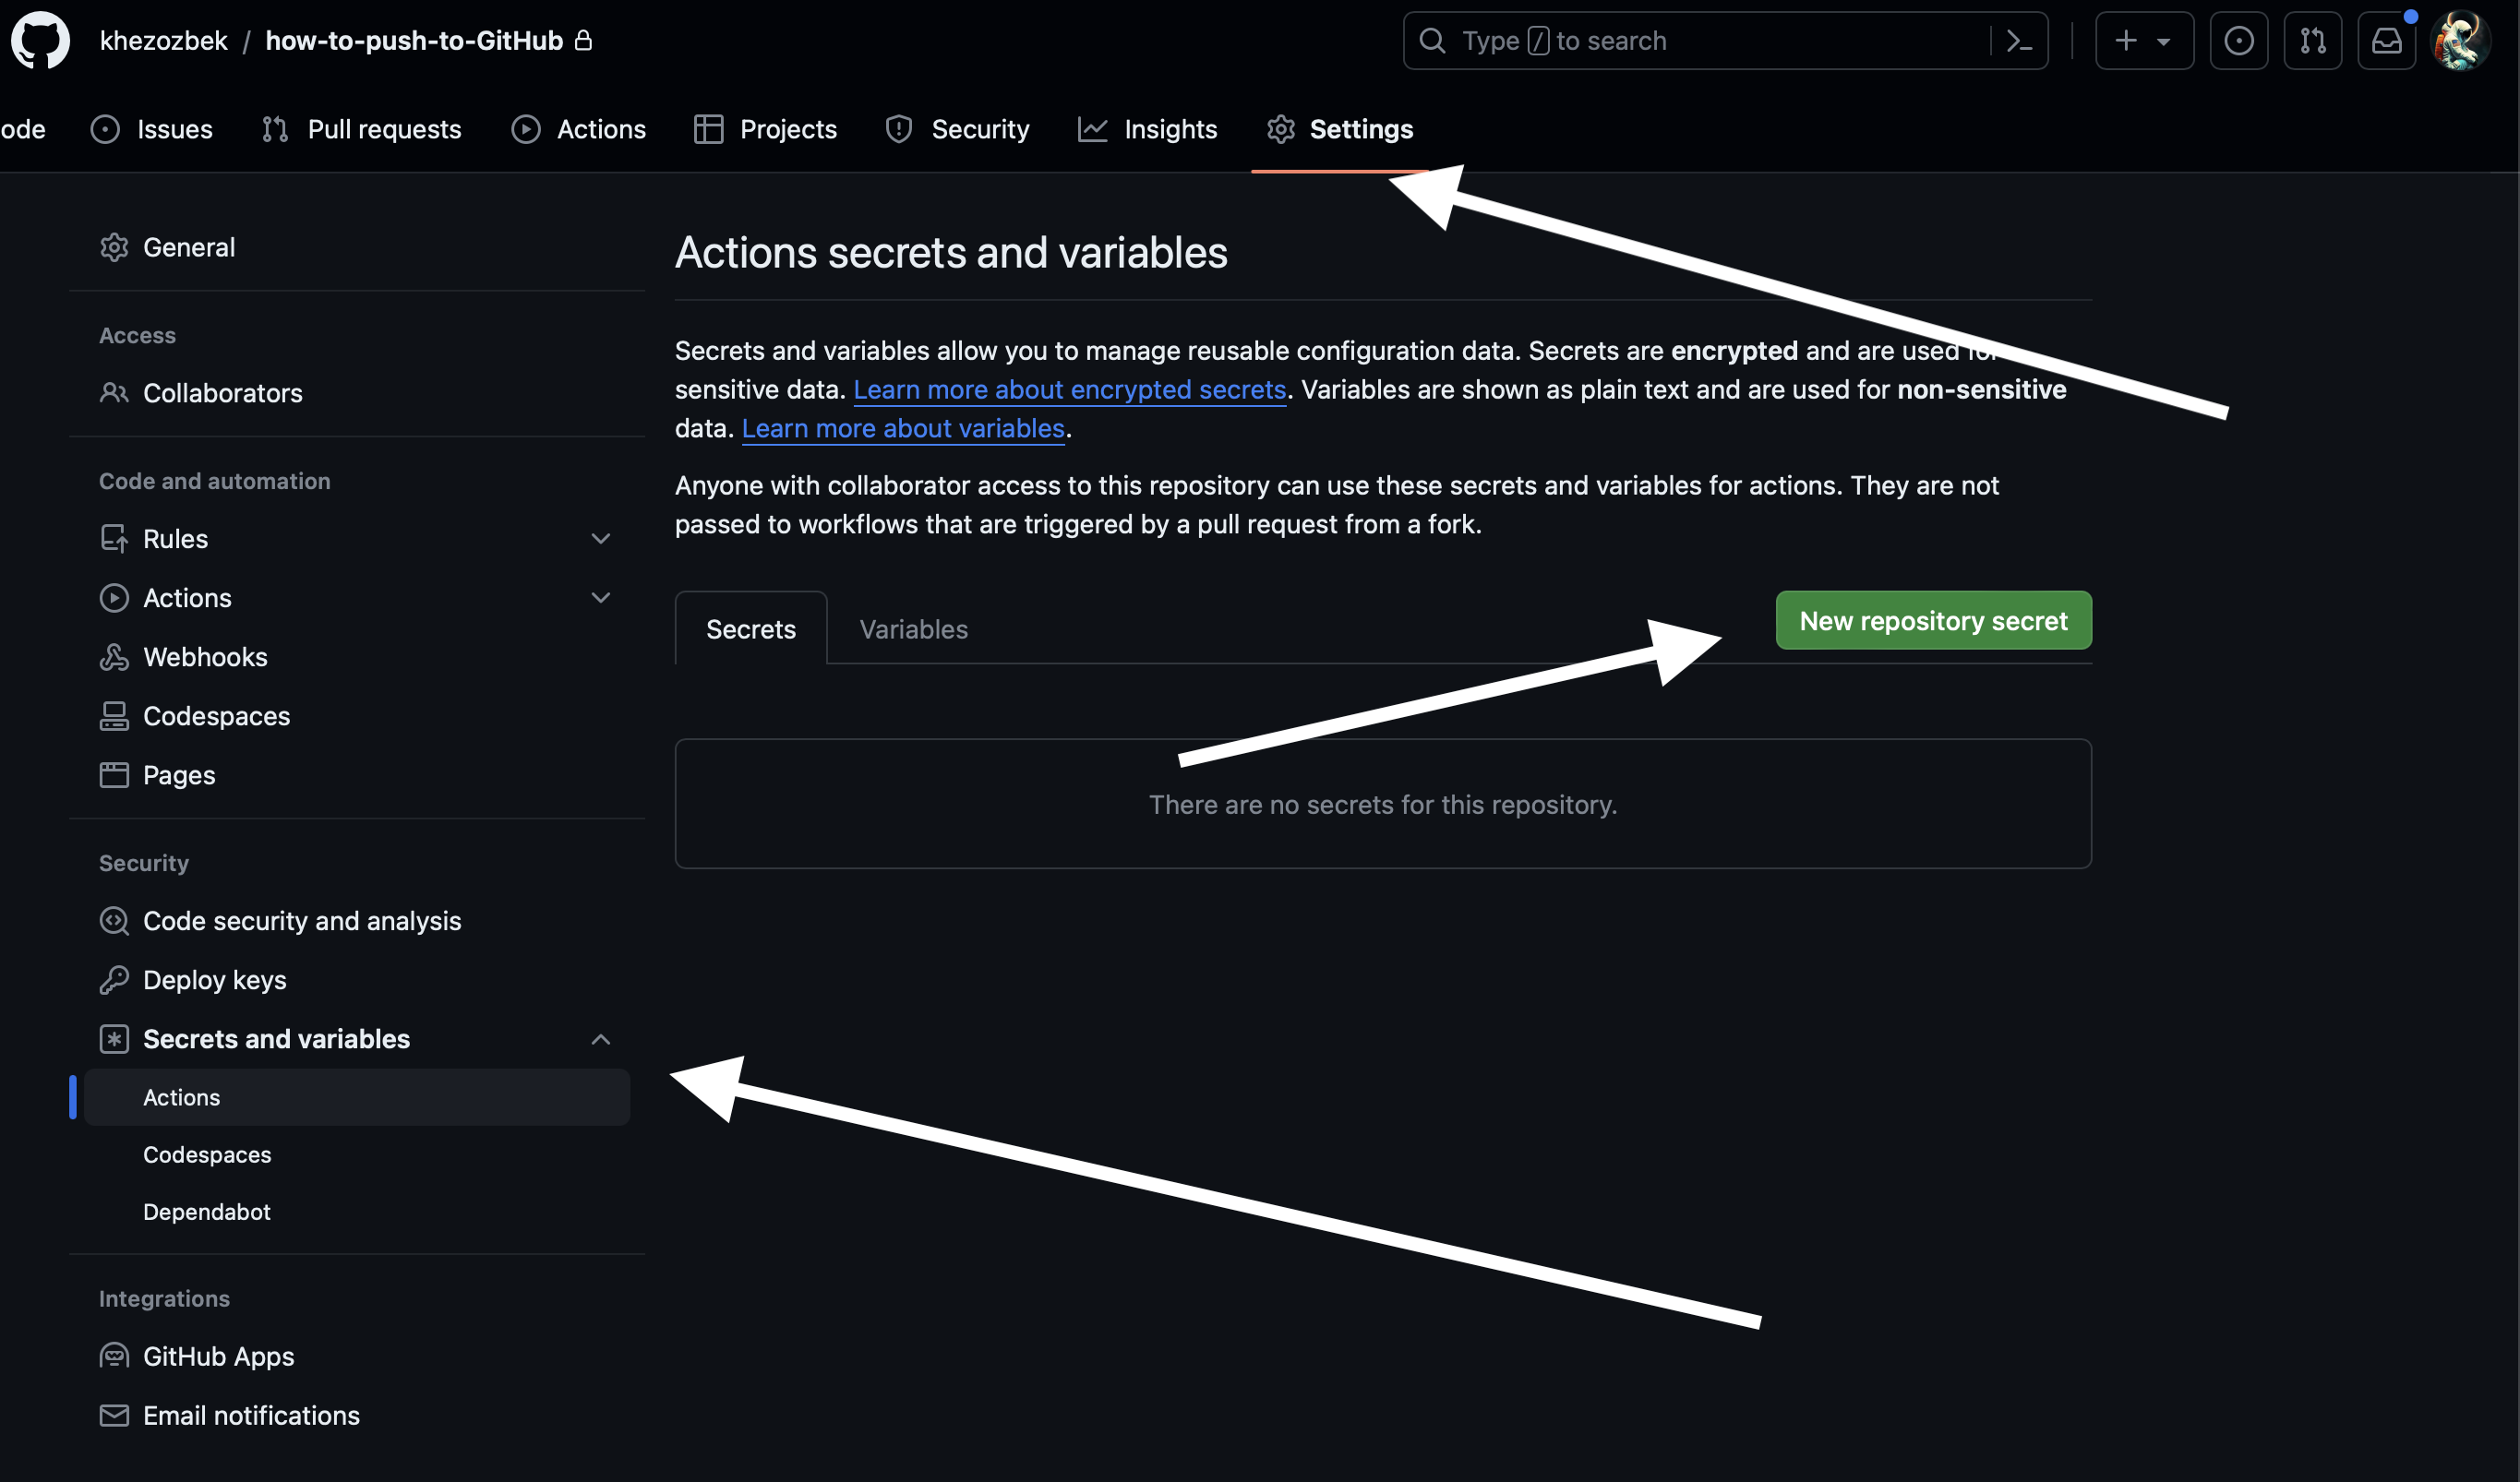 khezozbek / how-to-push-to-GitHub
Type / to search
ode
Issues
Pull requests
Actions
Projects
Security
Insights
Settings
General
Access
Collaborators
Code and automation
Rules
Actions
Webhooks
Codespaces
Pages
Security
Code security and analysis
Deploy keys
Secrets and variables
Actions
Codespaces
Dependabot
Integrations
GitHub Apps
Email notifications
Actions secrets and variables
Secrets and variables allow you to manage reusable configuration data. Secrets are encrypted and are used for
sensitive data. Learn more about encrypted secrets. Variables are shown as plain text and are used for non-sensitive
data. Learn more about variables.
Anyone with collaborator access to this repository can use these secrets and variables for actions. They are not
passed to workflows that are triggered by a pull request from a fork.
Secrets
Variables
New repository secret
There are no secrets for this repository.